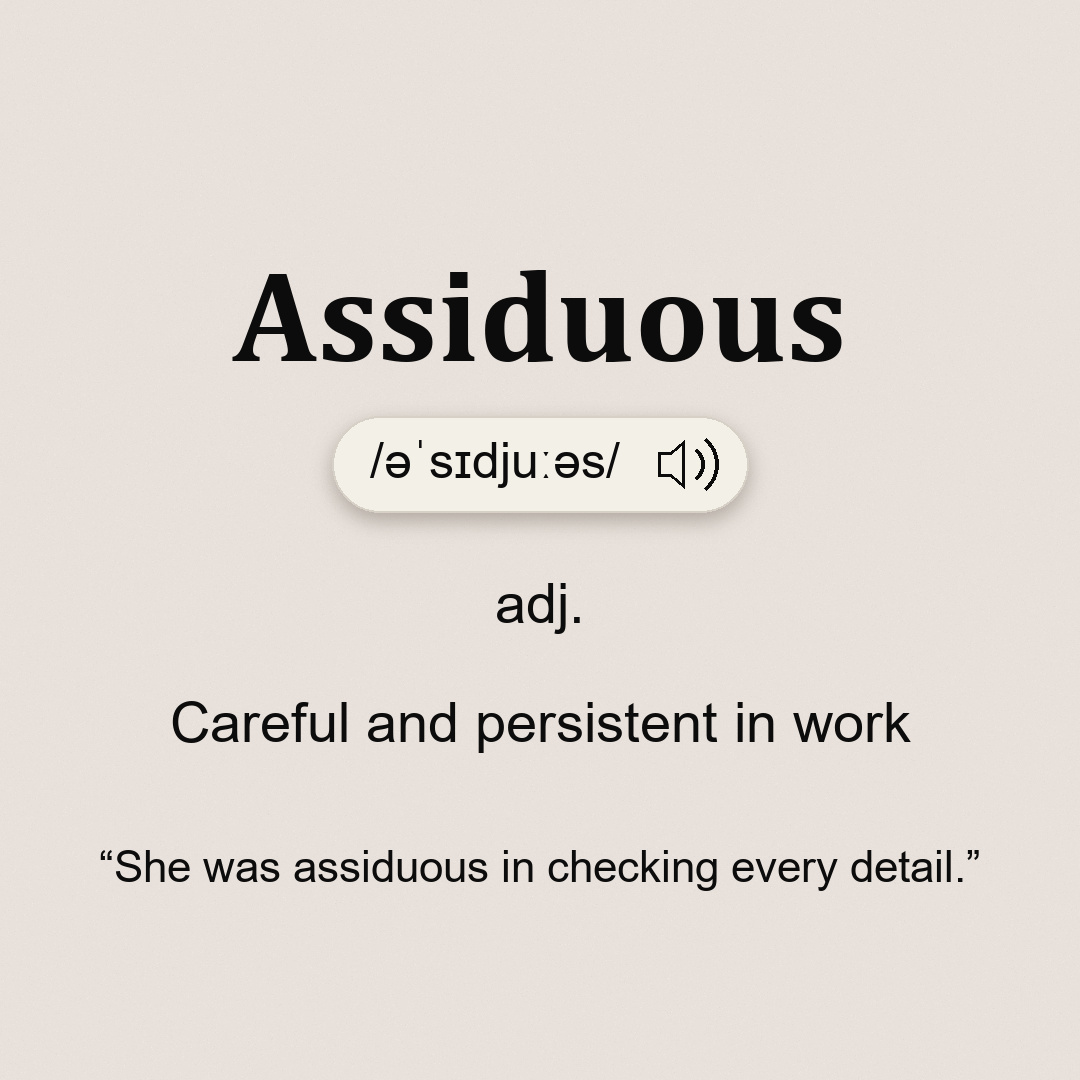 Assiduous
/əˈsɪdjuːəs/
adj.
Careful and persistent in work
“She was assiduous in checking every detail.”